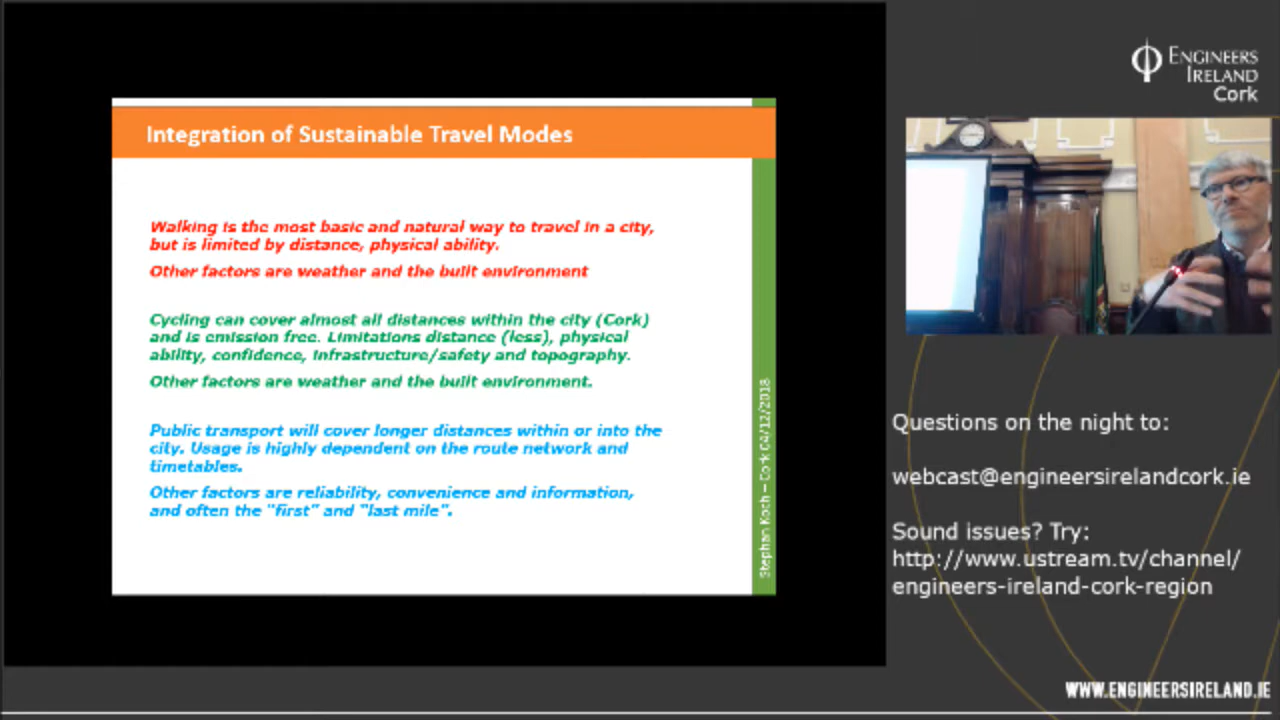 Integration of Sustainable Travel Modes
Walking is the most basic and natural way to travel in a city,
but is limited by distance, physical ability.
Other factors are weather and the built environment
Cycling can cover almost all distances within the city (Cork)
and is emission free. Limitations distance (less), physical
ability, confidence, infrastructure/safety and topography.
Other factors are weather and the built environment.
Public transport will cover longer distances within or into the
city. Usage is highly dependent on the route network and
timetables.
Other factors are reliability, convenience and information,
and often the "first" and "last mile".
Stephan Koch – Cork 04/12/2018
ENGINEERS
IRELAND
Cork
Questions on the night to:
webcast@engineersirelandcork.ie
Sound issues? Try:
http://www.ustream.tv/channel/
engineers-ireland-cork-region
WWW.ENGINEERSIRELAND.IE